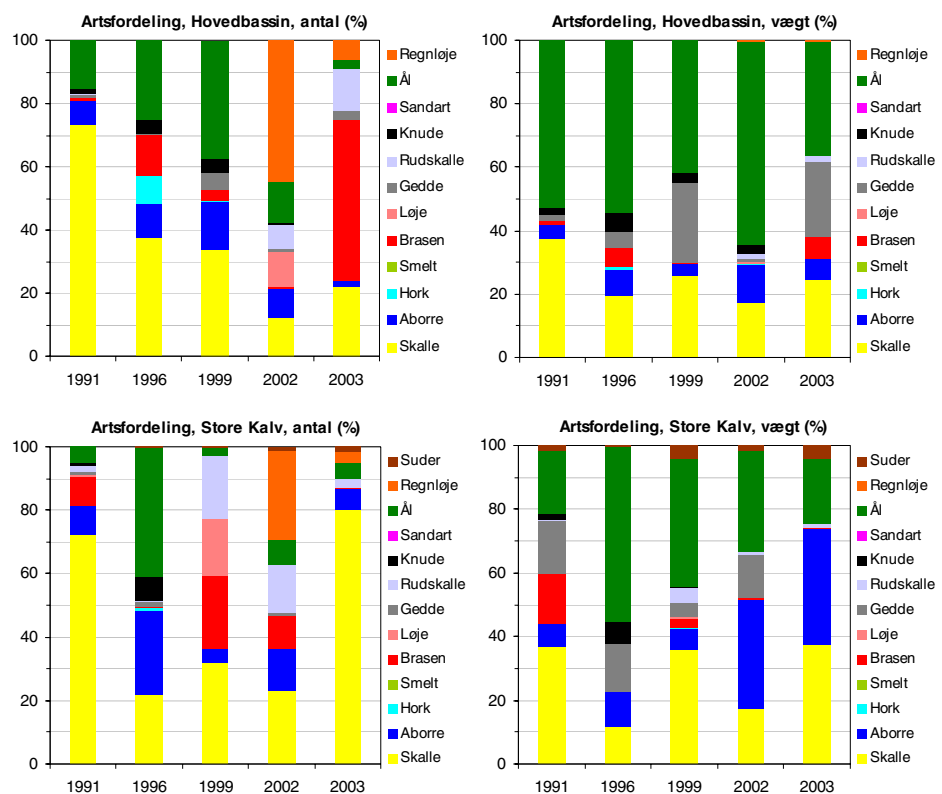 Artsfordeling, Hovedbassin, antal (%)
100
80
60
40
20
0
1991 1996 1999 2002 2003
Regnløje
Ål
Sandart
Knude
Rudskalle
Gedde
Løje
Brasen
Smelt
Hork
Aborre
Skalle
Artsfordeling, Hovedbassin, vægt (%)
100
80
60
40
20
0
1991 1996 1999 2002 2003
Regnløje
Ål
Sandart
Knude
Rudskalle
Gedde
Løje
Brasen
Smelt
Hork
Aborre
Skalle
Artsfordeling, Store Kalv, antal (%)
100
80
60
40
20
0
1991 1996 1999 2002 2003
Suder
Regnløje
Ål
Sandart
Knude
Rudskalle
Gedde
Løje
Brasen
Smelt
Hork
Aborre
Skalle
Artsfordeling, Store Kalv, vægt (%)
100
80
60
40
20
0
1991 1996 1999 2002 2003
Suder
Regnløje
Ål
Sandart
Knude
Rudskalle
Gedde
Løje
Brasen
Smelt
Hork
Aborre
Skalle